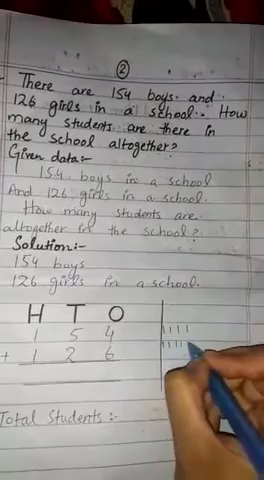 2
There are 154 boys. and
126 girls in a school. How
many students are there in
the school altogether?
Given data:-
154 boys in a school
And 126 girls in a school.
How many students are
altogether in the school?
Solution:-
154 boys
126 girls in a school.
H T O
1 5 4
+ 1 2 6
Total Students:-